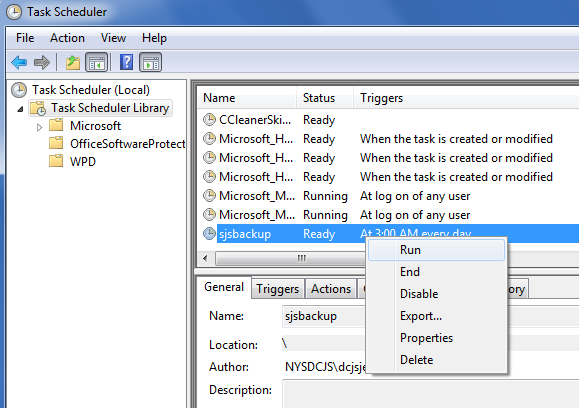 Task Scheduler
File Action View Help
Task Scheduler (Local)
Task Scheduler Library
Microsoft
OfficeSoftwareProtect
WPD
Name Status Triggers
CCleanerSki... Ready
Microsoft_H... Ready When the task is created or modified
Microsoft_H... Ready When the task is created or modified
Microsoft_H... Ready When the task is created or modified
Microsoft_M... Running At log on of any user
Microsoft_M... Running At log on of any user
sjsbackup Ready At 3:00 AM every day
Run
End
Disable
Export...
Properties
Delete
General Triggers Actions
Name: sjsbackup
Location: \
Author: NYSDCJS\dcjsje
Description: